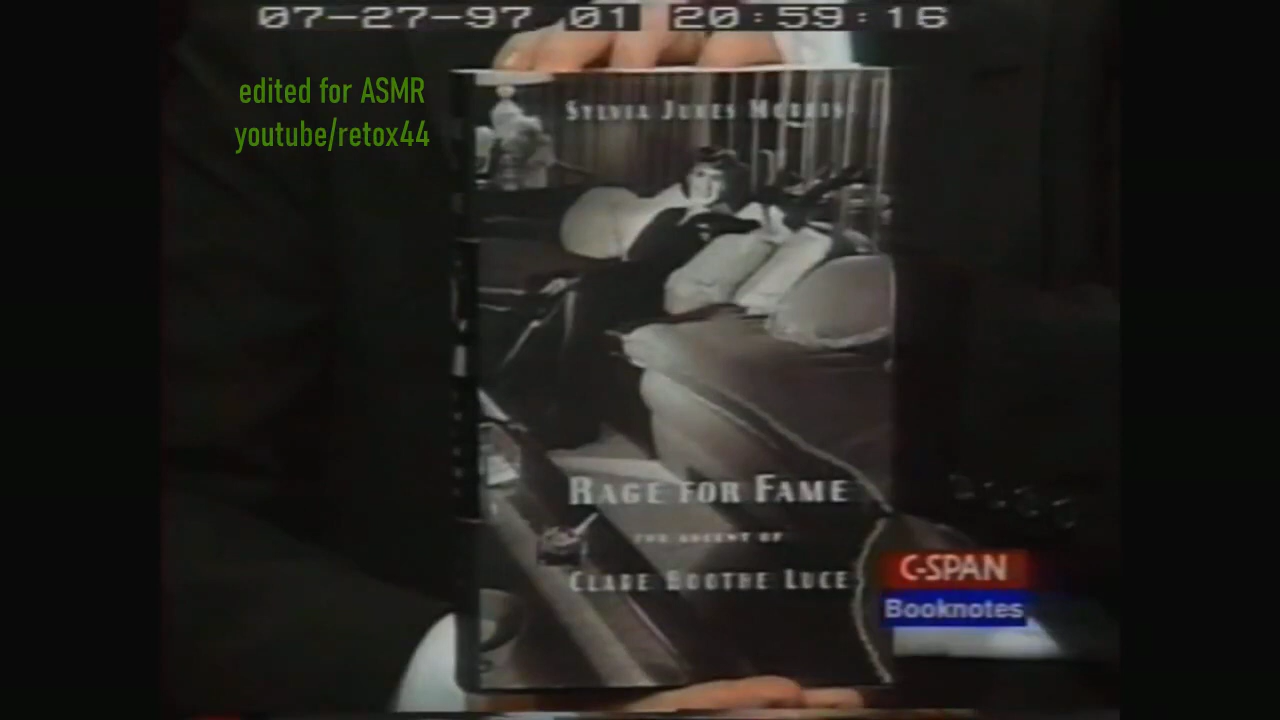 07-27-97 01 20:59:16
edited for ASMR
youtube/retox44
SYLVIA JUKES MORRIS
RAGE FOR FAME
THE ASCENT OF
CLARE BOOTHE LUCE
C-SPAN
Booknotes